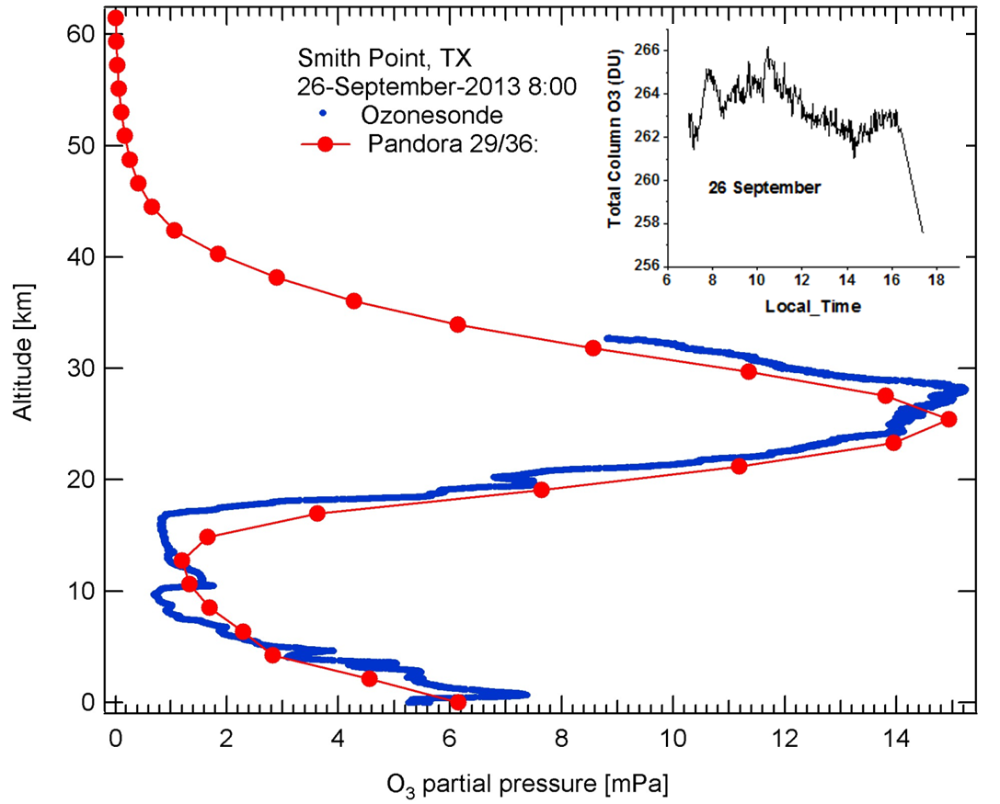 60
50
40
30
20
10
0
Altitude [km]
0 2 4 6 8 10 12 14
O₃ partial pressure [mPa]
Smith Point, TX
26-September-2013 8:00
Ozonesonde
Pandora 29/36:
266
264
262
260
258
256
Total Column O3 (DU)
26 September
6 8 10 12 14 16 18
Local_Time